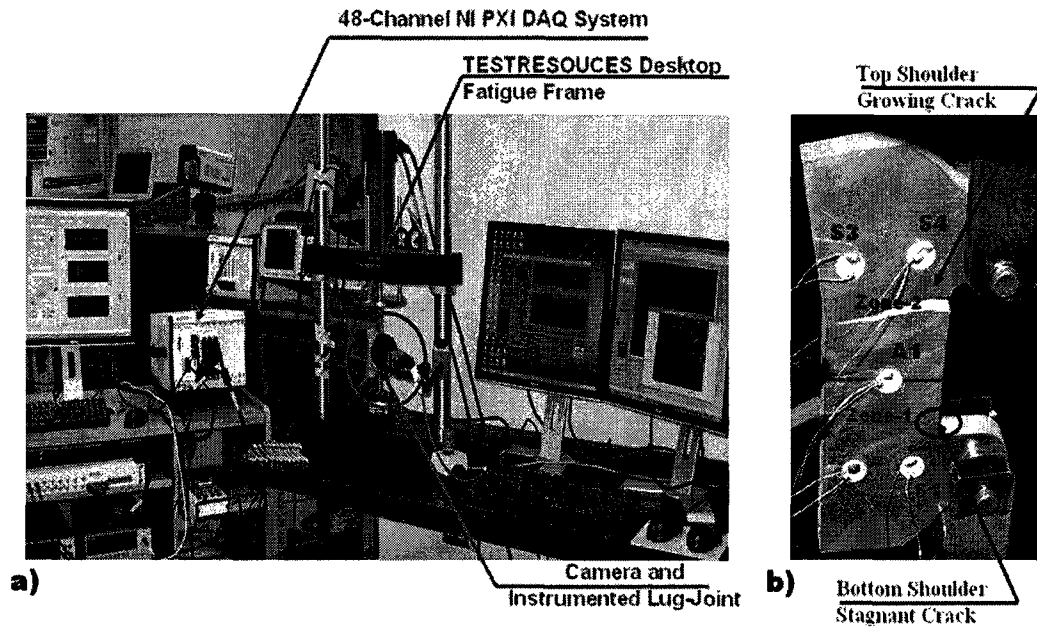 48-Channel NI PXI DAQ System
TESTRESOUCES Desktop
Fatigue Frame
Camera and
Instrumented Lug-Joint
a)
Top Shoulder
Growing Crack
S3
S4
Zone-2
A1
Zone-1
Bottom Shoulder
Stagnant Crack
b)